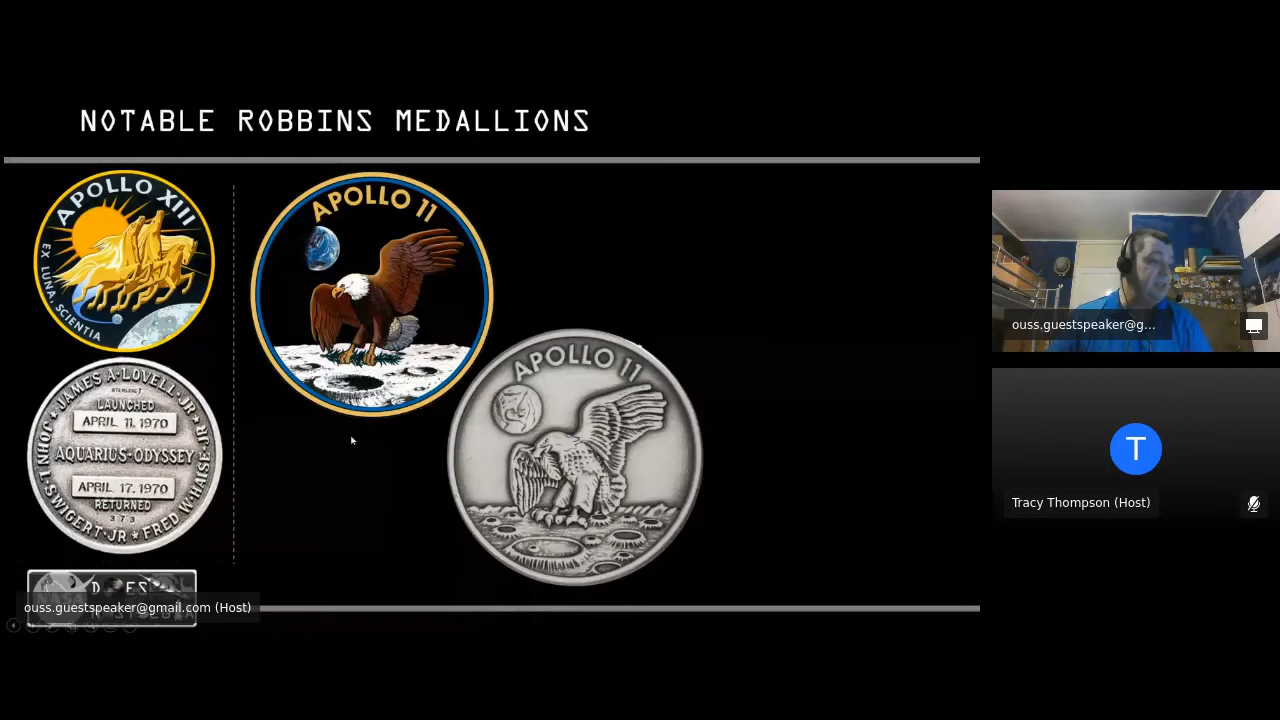 NOTABLE ROBBINS MEDALLIONS
APOLLO XIII
EX LUNA, SCIENTIA
APOLLO 11
JAMES A·LOVELL·JR ★ FRED W·HAISE·JR· ★ JOHN L·SWIGERT·JR ★
STERLING
LAUNCHED
APRIL 11, 1970
AQUARIUS·ODYSSEY
APRIL 17, 1970
RETURNED
373
APOLLO 11
ouss.guestspeaker@gmail.com (Host)
ouss.guestspeaker@g...
T
Tracy Thompson (Host)